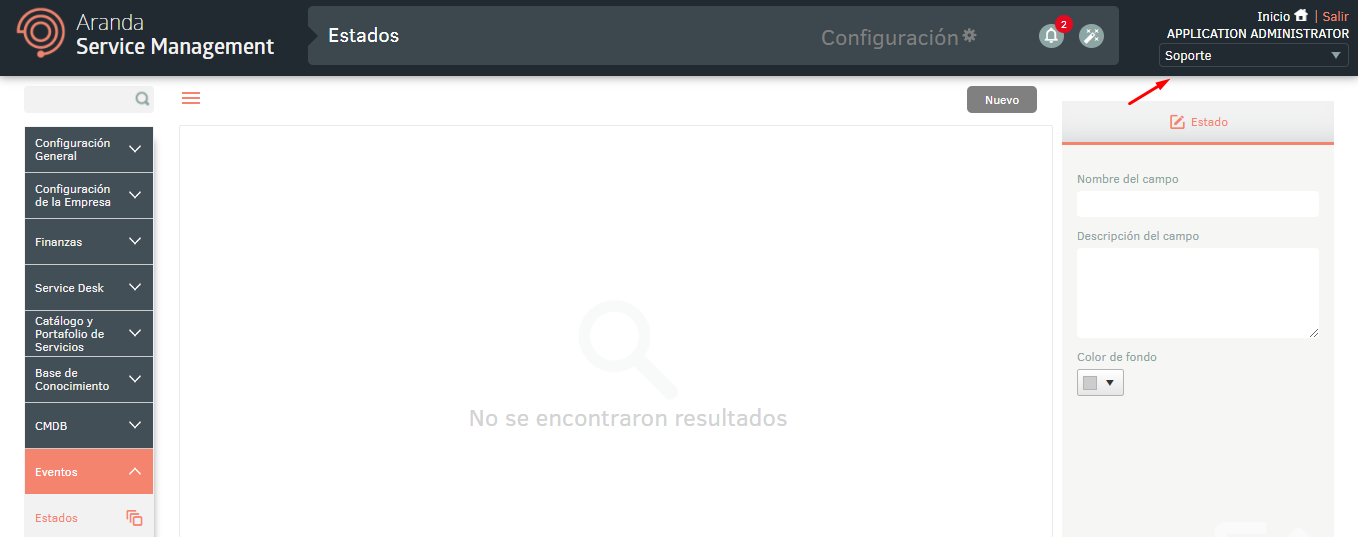 Aranda
Service Management
Estados
Configuración
2
Inicio | Salir
APPLICATION ADMINISTRATOR
Soporte
Nuevo
Configuración
General
Configuración
de la Empresa
Finanzas
Service Desk
Catálogo y
Portafolio de
Servicios
Base de
Conocimiento
CMDB
Eventos
Estados
No se encontraron resultados
Estado
Nombre del campo
Descripción del campo
Color de fondo